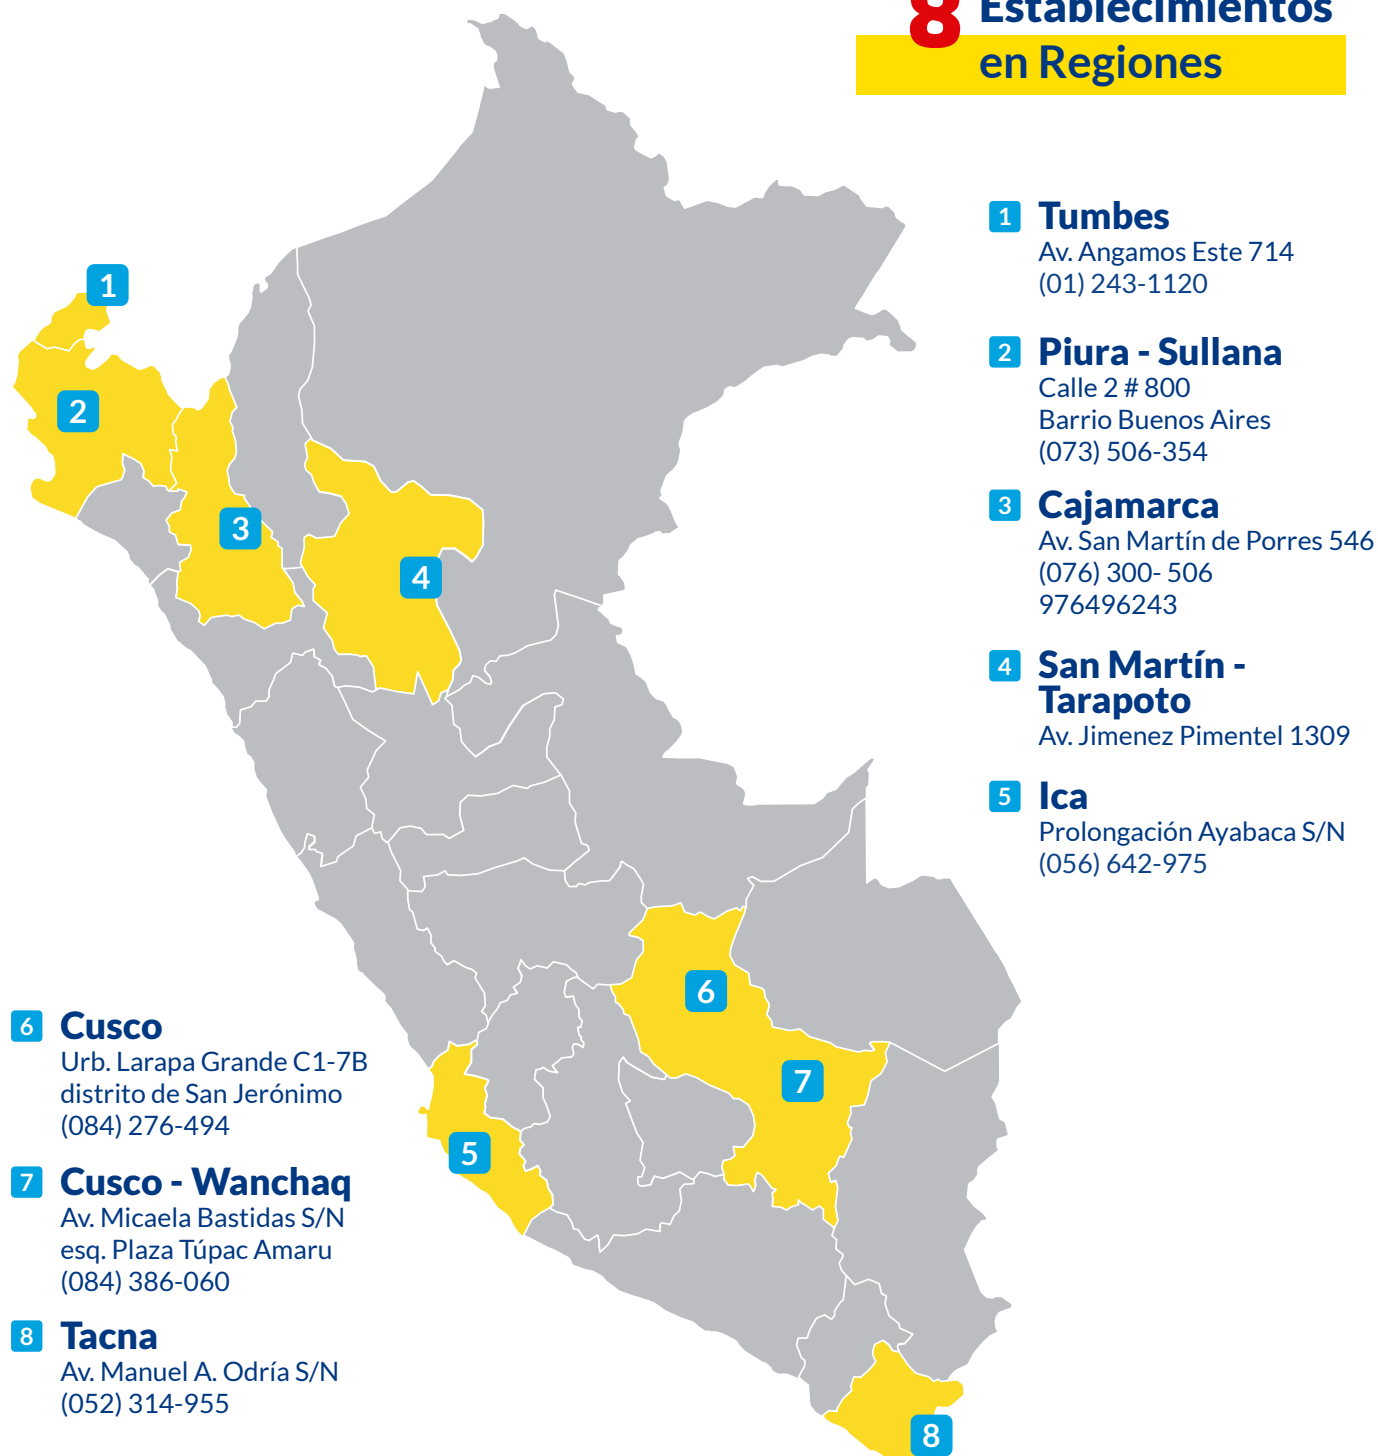 8 Establecimientos
en Regiones
1 Tumbes
Av. Angamos Este 714
(01) 243-1120
2 Piura - Sullana
Calle 2 # 800
Barrio Buenos Aires
(073) 506-354
3 Cajamarca
Av. San Martín de Porres 546
(076) 300- 506
976496243
4 San Martín -
Tarapoto
Av. Jimenez Pimentel 1309
5 Ica
Prolongación Ayabaca S/N
(056) 642-975
6 Cusco
Urb. Larapa Grande C1-7B
distrito de San Jerónimo
(084) 276-494
7 Cusco - Wanchaq
Av. Micaela Bastidas S/N
esq. Plaza Túpac Amaru
(084) 386-060
8 Tacna
Av. Manuel A. Odría S/N
(052) 314-955
1
2
3
4
6
7
5
8